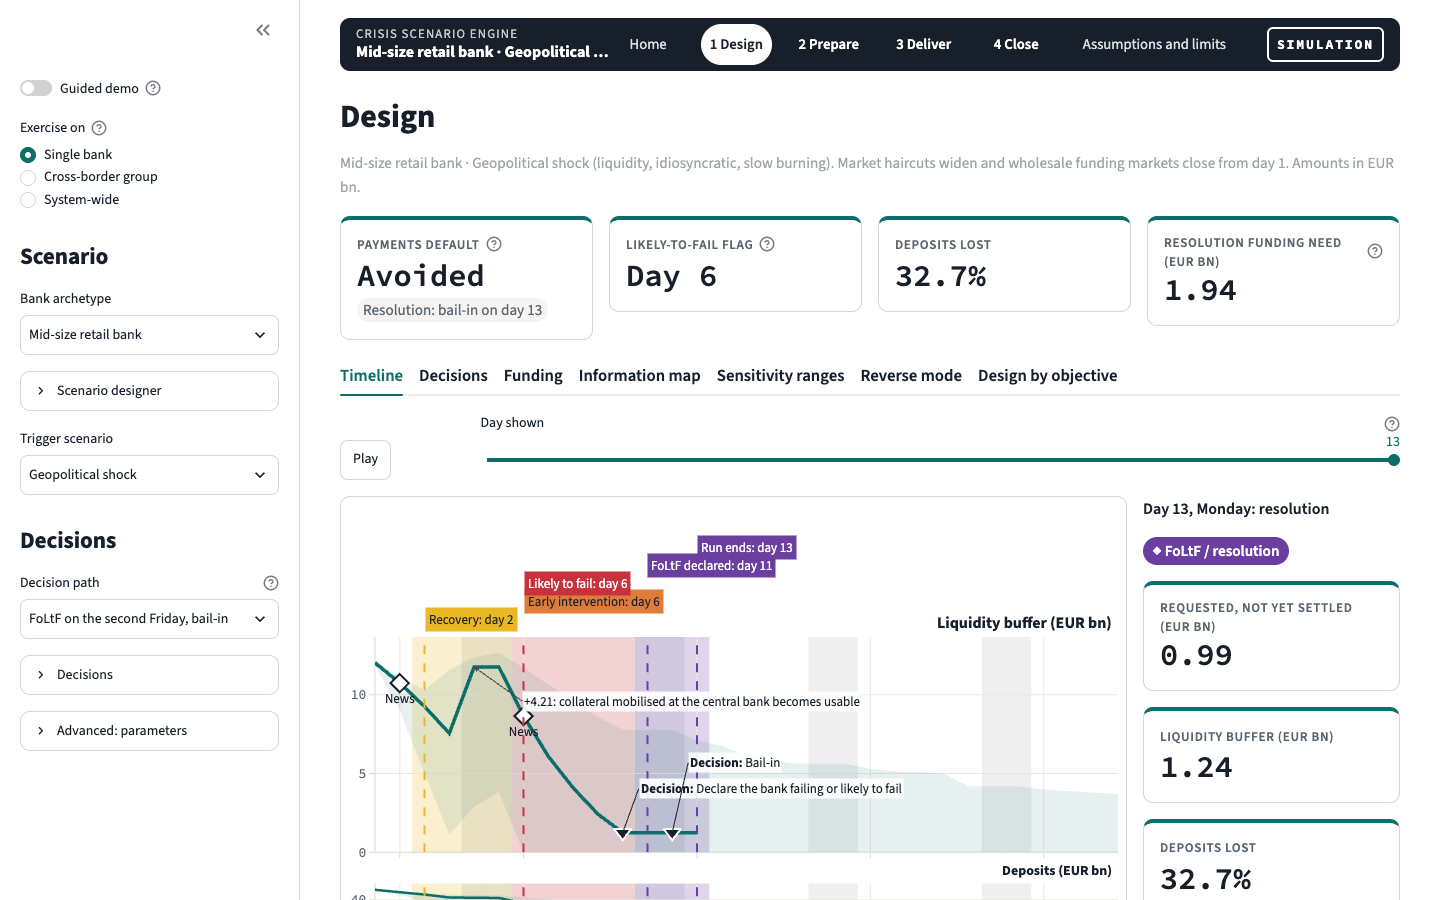 Guided demo
Exercise on
Single bank
Cross-border group
System-wide
Scenario
Bank archetype
Mid-size retail bank
Scenario designer
Trigger scenario
Geopolitical shock
Decisions
Decision path
FoLtF on the second Friday, bail-in
Decisions
Advanced: parameters
CRISIS SCENARIO ENGINE
Mid-size retail bank · Geopolitical ...
Home
1 Design
2 Prepare
3 Deliver
4 Close
Assumptions and limits
SIMULATION
Design
Mid-size retail bank · Geopolitical shock (liquidity, idiosyncratic, slow burning). Market haircuts widen and wholesale funding markets close from day 1. Amounts in EUR
bn.
PAYMENTS DEFAULT
Avoided
Resolution: bail-in on day 13
LIKELY-TO-FAIL FLAG
Day 6
DEPOSITS LOST
32.7%
RESOLUTION FUNDING NEED
(EUR BN)
1.94
Timeline
Decisions
Funding
Information map
Sensitivity ranges
Reverse mode
Design by objective
Day shown
13
Play
Run ends: day 13
FoLtF declared: day 11
Likely to fail: day 6
Early intervention: day 6
Recovery: day 2
Liquidity buffer (EUR bn)
10
News
+4.21: collateral mobilised at the central bank becomes usable
News
5
Decision: Bail-in
Decision: Declare the bank failing or likely to fail
0
Deposits (EUR bn)
40
Day 13, Monday: resolution
FoLtF / resolution
REQUESTED, NOT YET SETTLED
(EUR BN)
0.99
LIQUIDITY BUFFER (EUR BN)
1.24
DEPOSITS LOST
32.7%